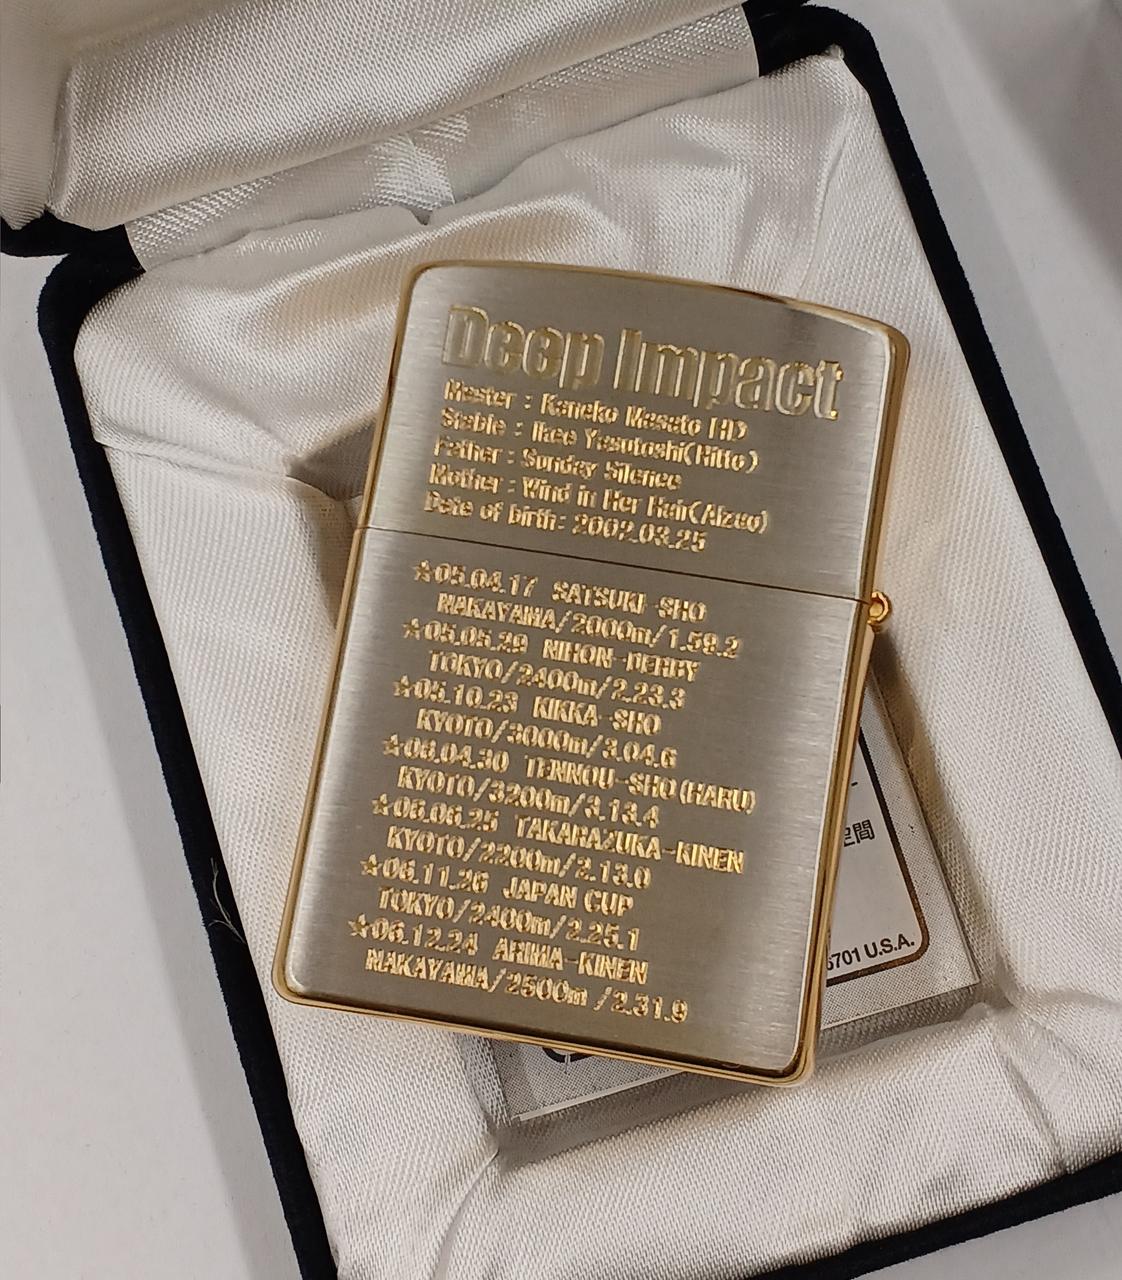 Deep Impact
Master : Kaneko Masato HD
Stable : Ikee Yasutoshi(Ritto)
Father : Sunday Silence
Mother : Wind in Her Hair(Alzao)
Date of birth: 2002.03.25
★05.04.17 SATSUKI-SHO
NAKAYAMA/2000m/1.59.2
★05.05.29 NIHON-DERBY
TOKYO/2400m/2.23.3
★05.10.23 KIKKA-SHO
KYOTO/3000m/3.04.6
★06.04.30 TENNOU-SHO(HARU)
KYOTO/3200m/3.13.4
★06.06.25 TAKARAZUKA-KINEN
KYOTO/2200m/2.13.0
★06.11.26 JAPAN CUP
TOKYO/2400m/2.25.1
★06.12.24 ARIMA-KINEN
NAKAYAMA/2500m /2.31.9
空間
6701 U.S.A.